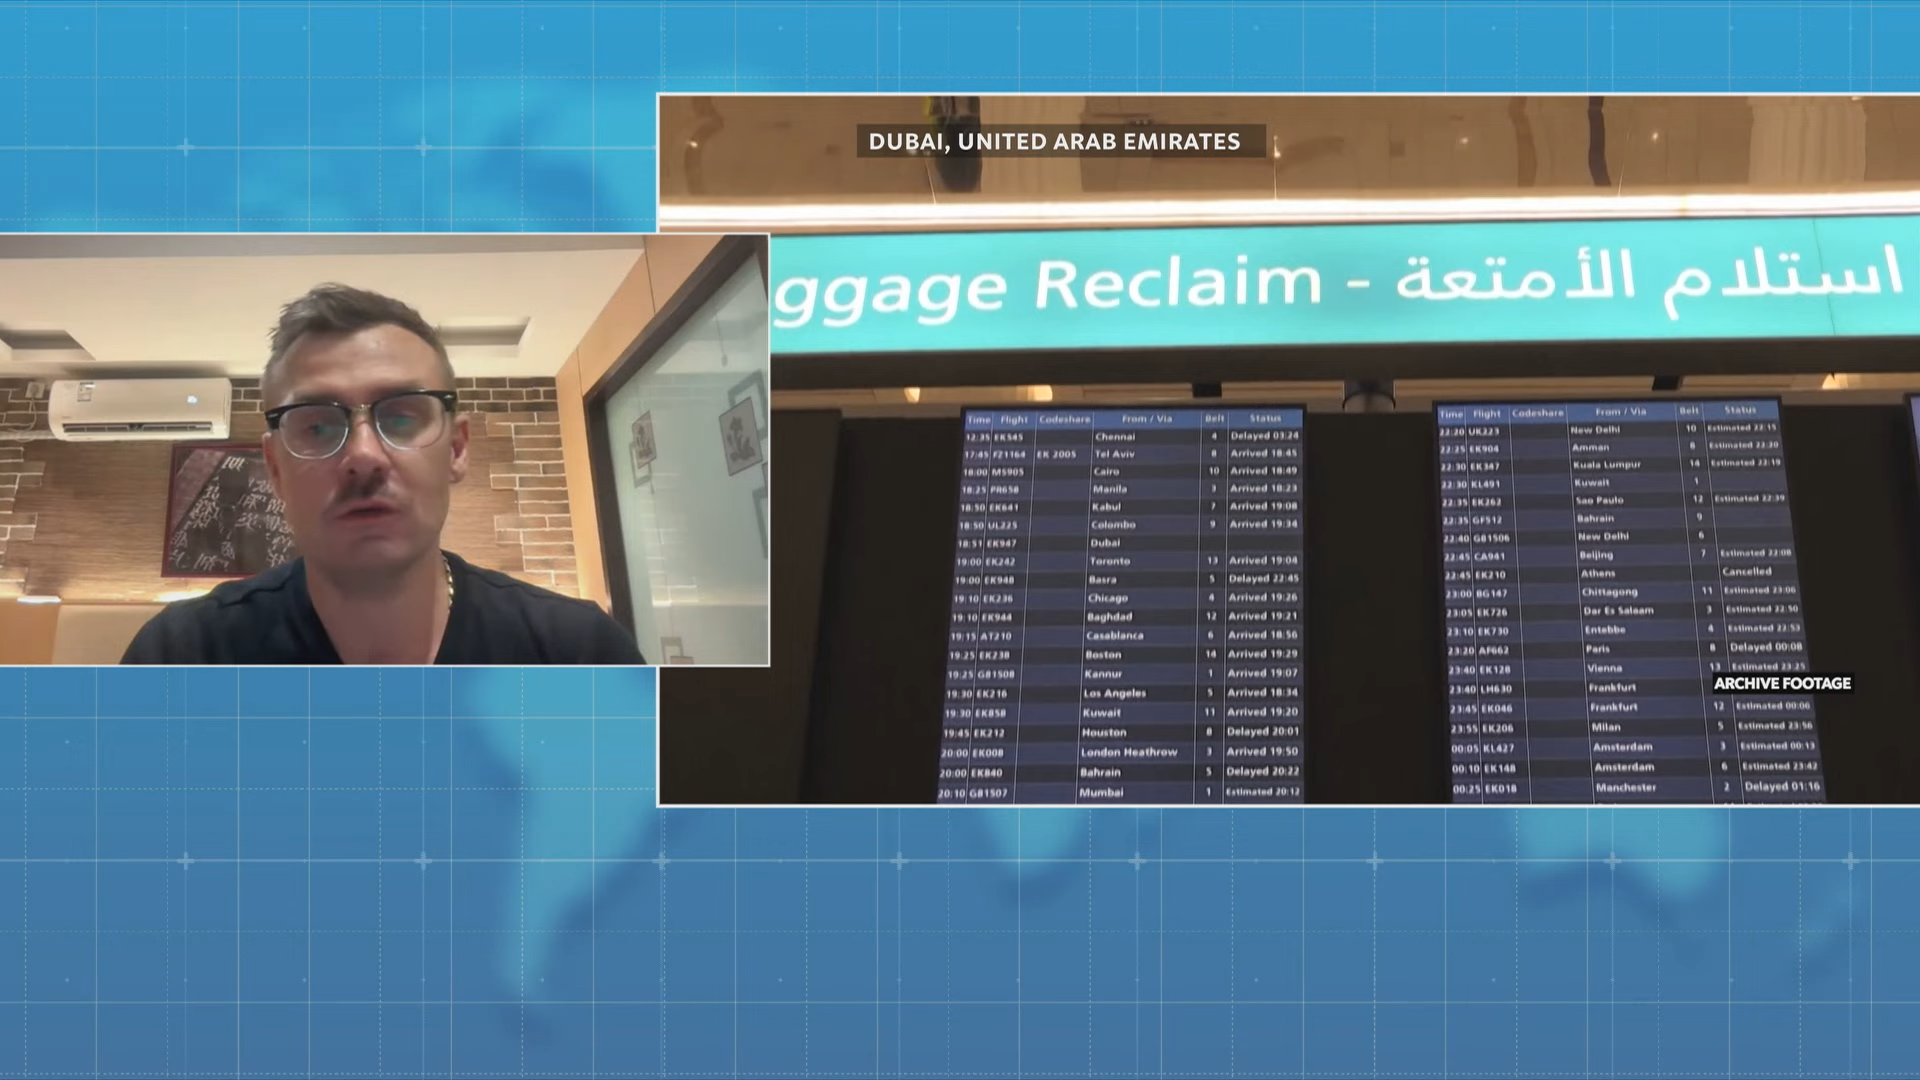 DUBAI, UNITED ARAB EMIRATES
ggage Reclaim - استلام الأمتعة
Time Flight Codeshare From / Via Belt Status
12:35 EK545 Chennai 4 Delayed 03:24
17:45 FZ1164 EK 2005 Tel Aviv 8 Arrived 18:45
18:00 MS905 Cairo 10 Arrived 18:49
18:25 PR658 Manila 3 Arrived 18:23
18:50 EK641 Kabul 7 Arrived 19:08
18:50 UL225 Colombo 9 Arrived 19:34
18:51 EK947 Dubai
19:00 EK242 Toronto 13 Arrived 19:04
19:00 EK948 Basra 5 Delayed 22:45
19:10 EK236 Chicago 4 Arrived 19:26
19:10 EK944 Baghdad 12 Arrived 19:21
19:15 AT210 Casablanca 6 Arrived 18:56
19:25 EK238 Boston 14 Arrived 19:29
19:25 G81508 Kannur 1 Arrived 19:07
19:30 EK216 Los Angeles 5 Arrived 18:34
19:30 EK858 Kuwait 11 Arrived 19:20
19:45 EK212 Houston 8 Delayed 20:01
20:00 EK008 London Heathrow 3 Arrived 19:50
20:00 EK840 Bahrain 5 Delayed 20:22
20:10 G81507 Mumbai 1 Estimated 20:12
Time Flight Codeshare From / Via Belt Status
22:20 UK223 New Delhi 10 Estimated 22:15
22:25 EK904 Amman 8 Estimated 22:20
22:30 EK347 Kuala Lumpur 14 Estimated 22:19
22:30 KL491 Kuwait 1
22:35 EK262 Sao Paulo 12 Estimated 22:39
22:35 GF512 Bahrain 9
22:40 G81506 New Delhi 6
22:45 CA941 Beijing 7 Estimated 22:08
22:45 EK210 Athens Cancelled
23:00 BG147 Chittagong 11 Estimated 23:06
23:05 EK726 Dar Es Salaam 3 Estimated 22:50
23:10 EK730 Entebbe 4 Estimated 22:53
23:20 AF662 Paris 8 Delayed 00:08
23:40 EK128 Vienna 13 Estimated 23:25
23:40 LH630 Frankfurt
ARCHIVE FOOTAGE
23:45 EK046 Frankfurt 12 Estimated 00:06
23:55 EK206 Milan 5 Estimated 23:56
00:05 KL427 Amsterdam 3 Estimated 00:13
00:10 EK148 Amsterdam 6 Estimated 23:42
00:25 EK018 Manchester 2 Delayed 01:16